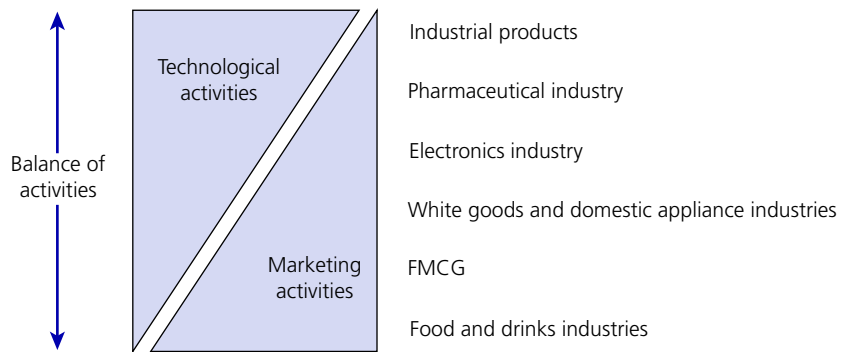 Technological
activities
Balance of
activities
Marketing
activities
Industrial products
Pharmaceutical industry
Electronics industry
White goods and domestic appliance industries
FMCG
Food and drinks industries